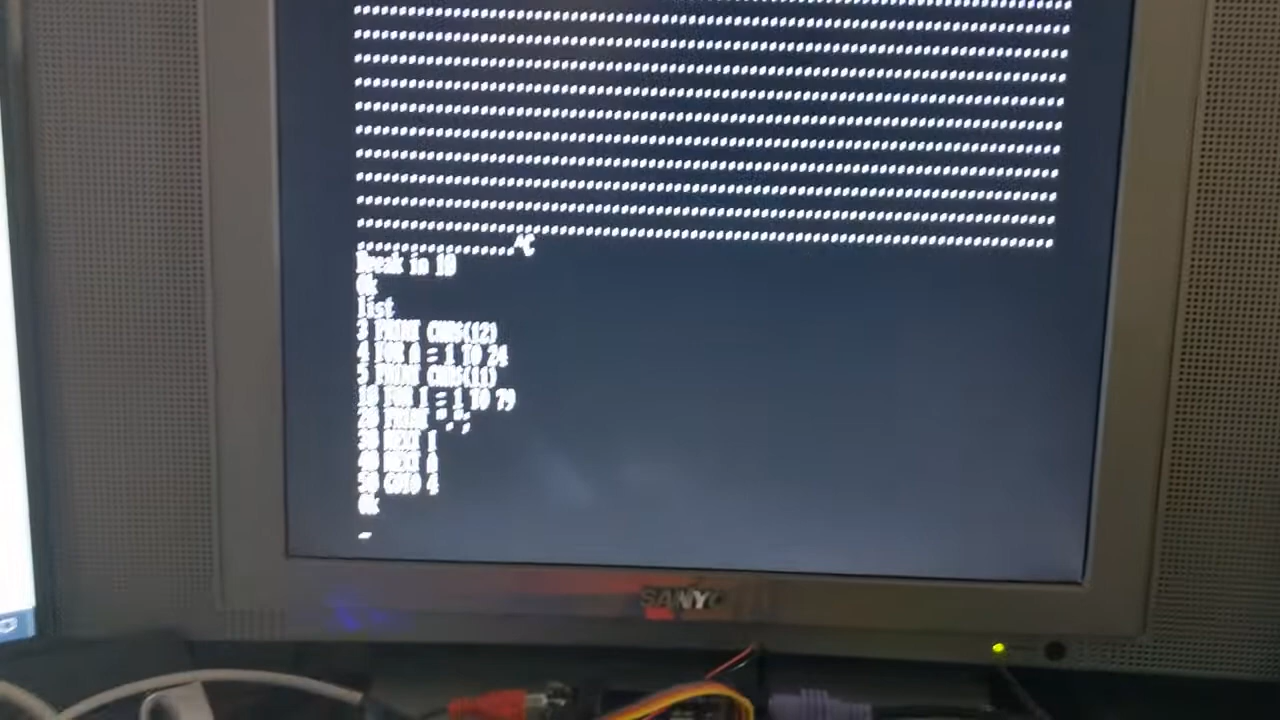 ^C
Break in 10
Ok
list
3 PRINT CHR$(12)
4 FOR A = 1 TO 24
5 PRINT CHR$(11)
10 FOR I = 1 TO 79
20 PRINT
30 NEXT I
40 NEXT A
50 GOTO 4
Ok
SANYO